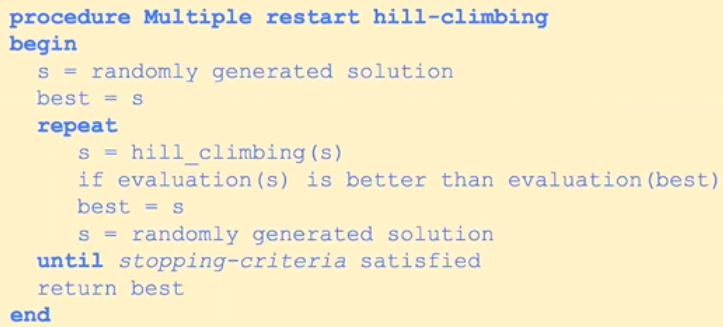 procedure Multiple restart hill-climbing
begin
s = randomly generated solution
best = s
repeat
s = hill_climbing(s)
if evaluation(s) is better than evaluation(best)
best = s
s = randomly generated solution
until stopping-criteria satisfied
return best
end